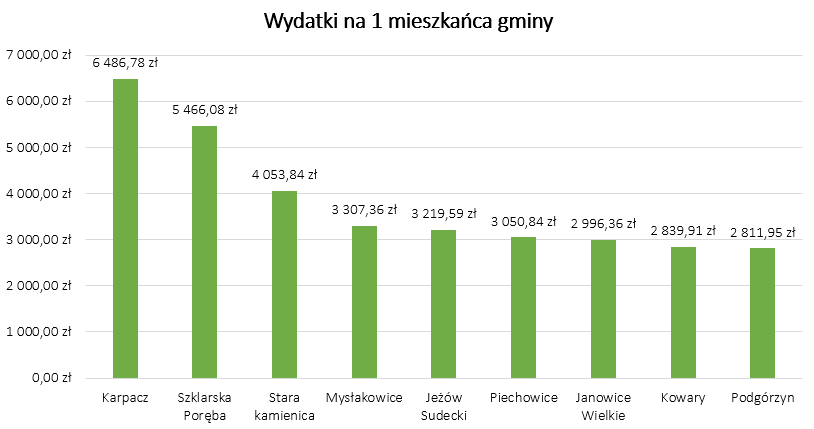 Wydatki na 1 mieszkańca gminy
7 000,00 zł
6 000,00 zł
5 000,00 zł
4 000,00 zł
3 000,00 zł
2 000,00 zł
1 000,00 zł
0,00 zł
6 486,78 zł
5 466,08 zł
4 053,84 zł
3 307,36 zł
3 219,59 zł
3 050,84 zł
2 996,36 zł
2 839,91 zł
2 811,95 zł
Karpacz
Szklarska
Poręba
Stara
kamienica
Mysłakowice
Jeżów
Sudecki
Piechowice
Janowice
Wielkie
Kowary
Podgórzyn